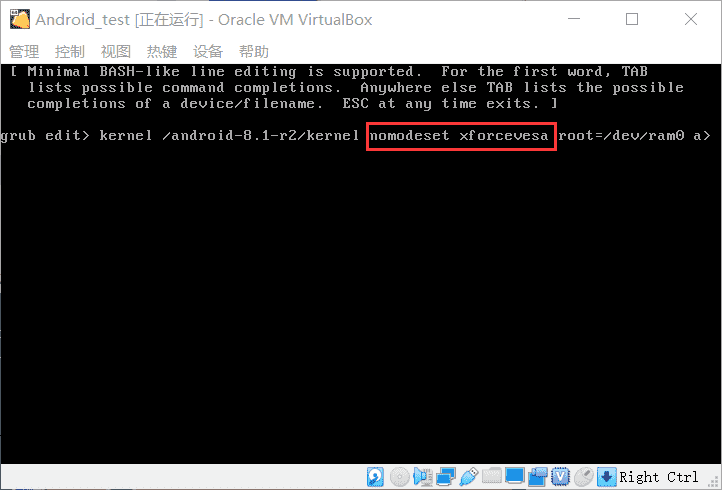 Android_test [正在运行] - Oracle VM VirtualBox
管理 控制 视图 热键 设备 帮助
[ Minimal BASH-like line editing is supported.  For the first word, TAB
lists possible command completions.  Anywhere else TAB lists the possible
completions of a device/filename.  ESC at any time exits. ]
grub edit> kernel /android-8.1-r2/kernel nomodeset xforcevesa root=/dev/ram0 a>
Right Ctrl